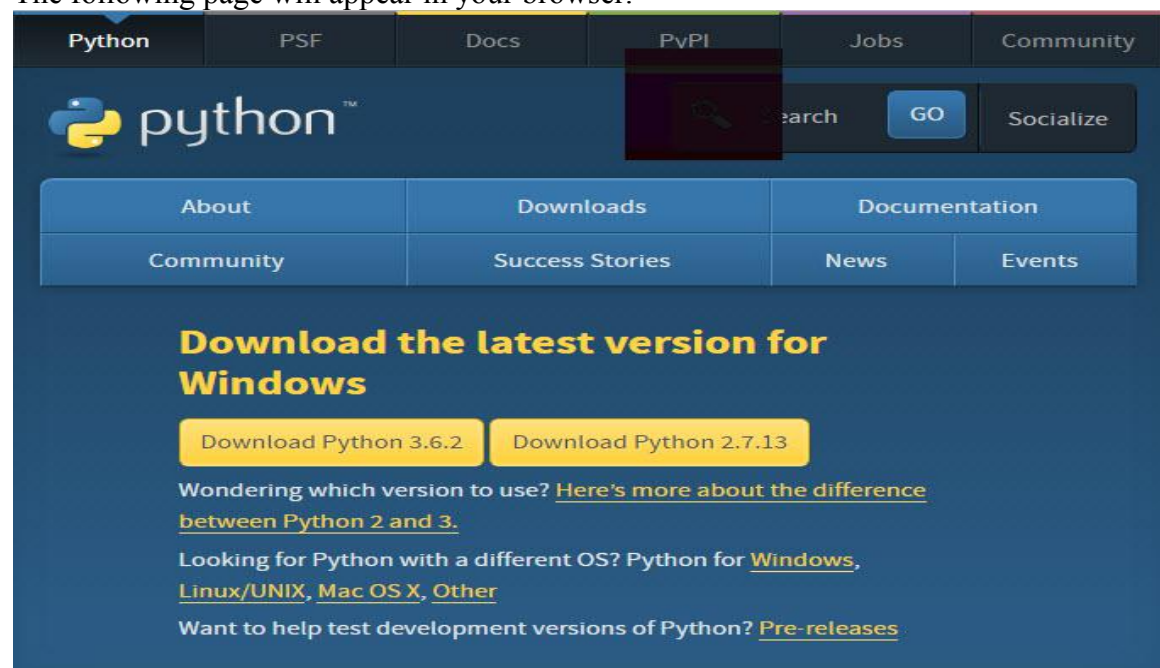 The following page will appear in your browser.
Python PSF Docs PyPI Jobs Community
python™
Search GO Socialize
About Downloads Documentation
Community Success Stories News Events
Download the latest version for
Windows
Download Python 3.6.2 Download Python 2.7.13
Wondering which version to use? Here's more about the difference
between Python 2 and 3.
Looking for Python with a different OS? Python for Windows,
Linux/UNIX, Mac OS X, Other
Want to help test development versions of Python? Pre-releases